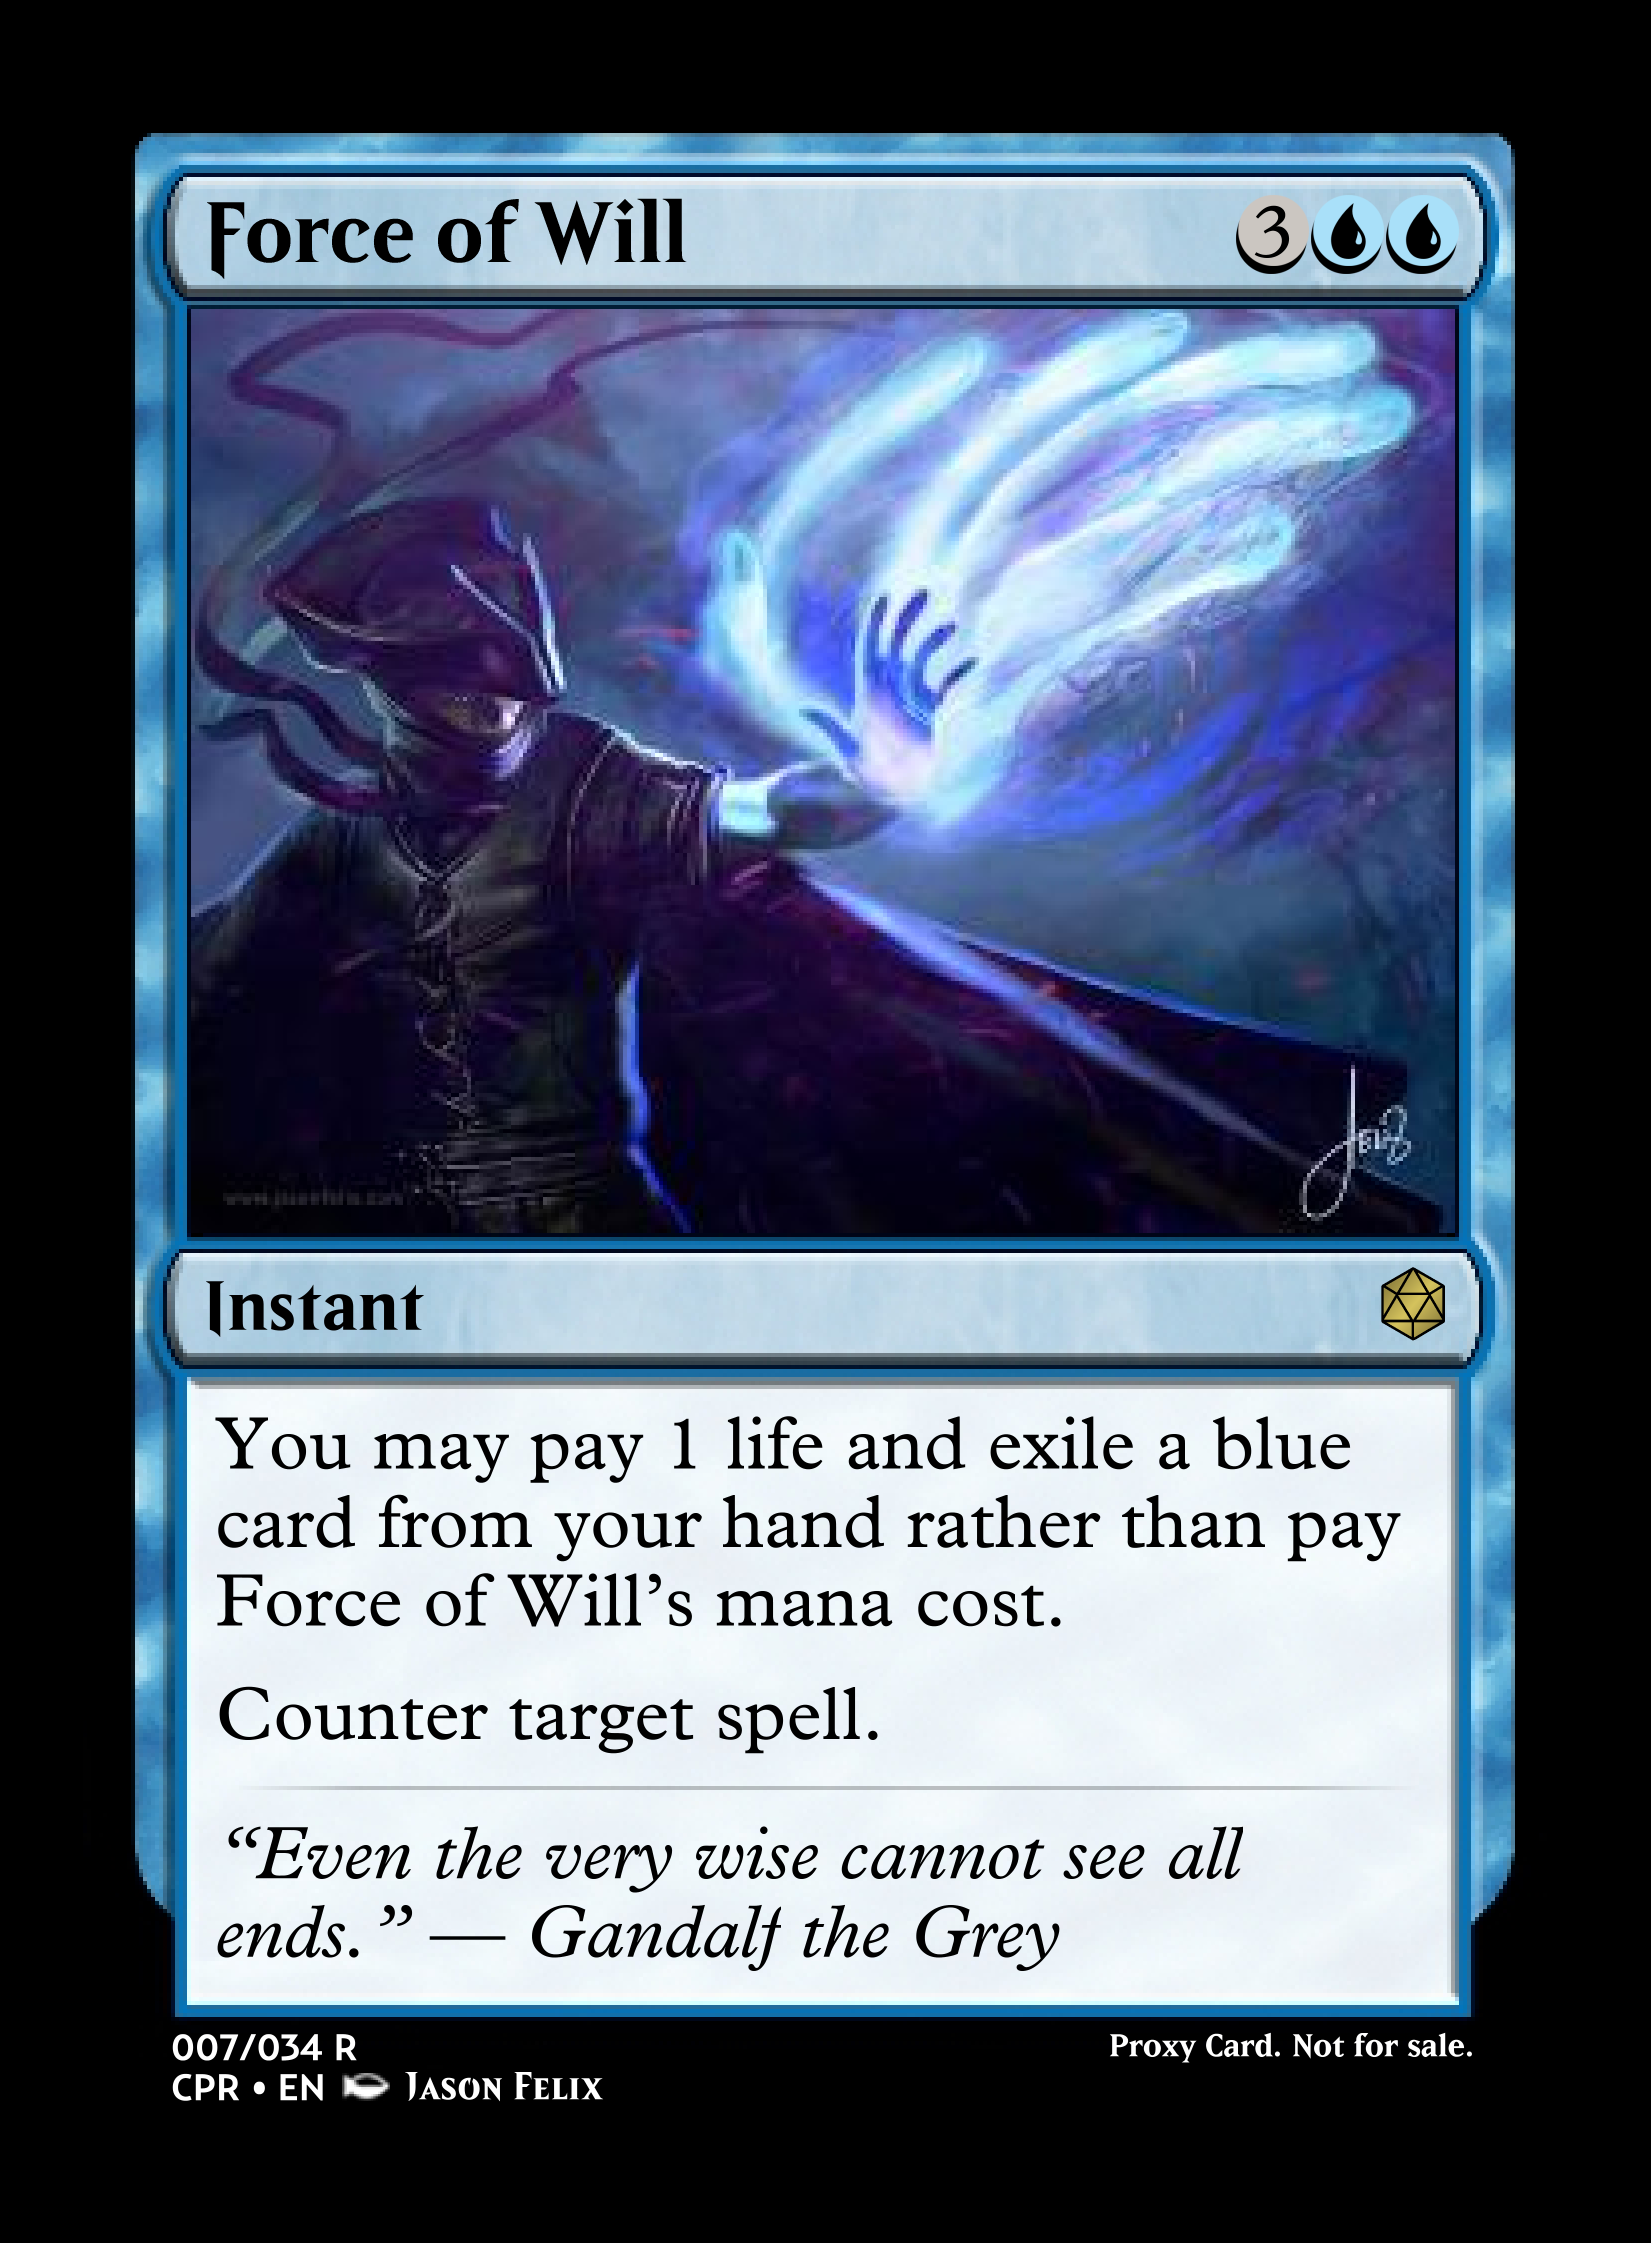 Force of Will 3
Instant
You may pay 1 life and exile a blue
card from your hand rather than pay
Force of Will’s mana cost.
Counter target spell.
“Even the very wise cannot see all
ends.” — Gandalf the Grey
007/034 R
Proxy Card. Not for sale.
CPR • EN JASON FELIX